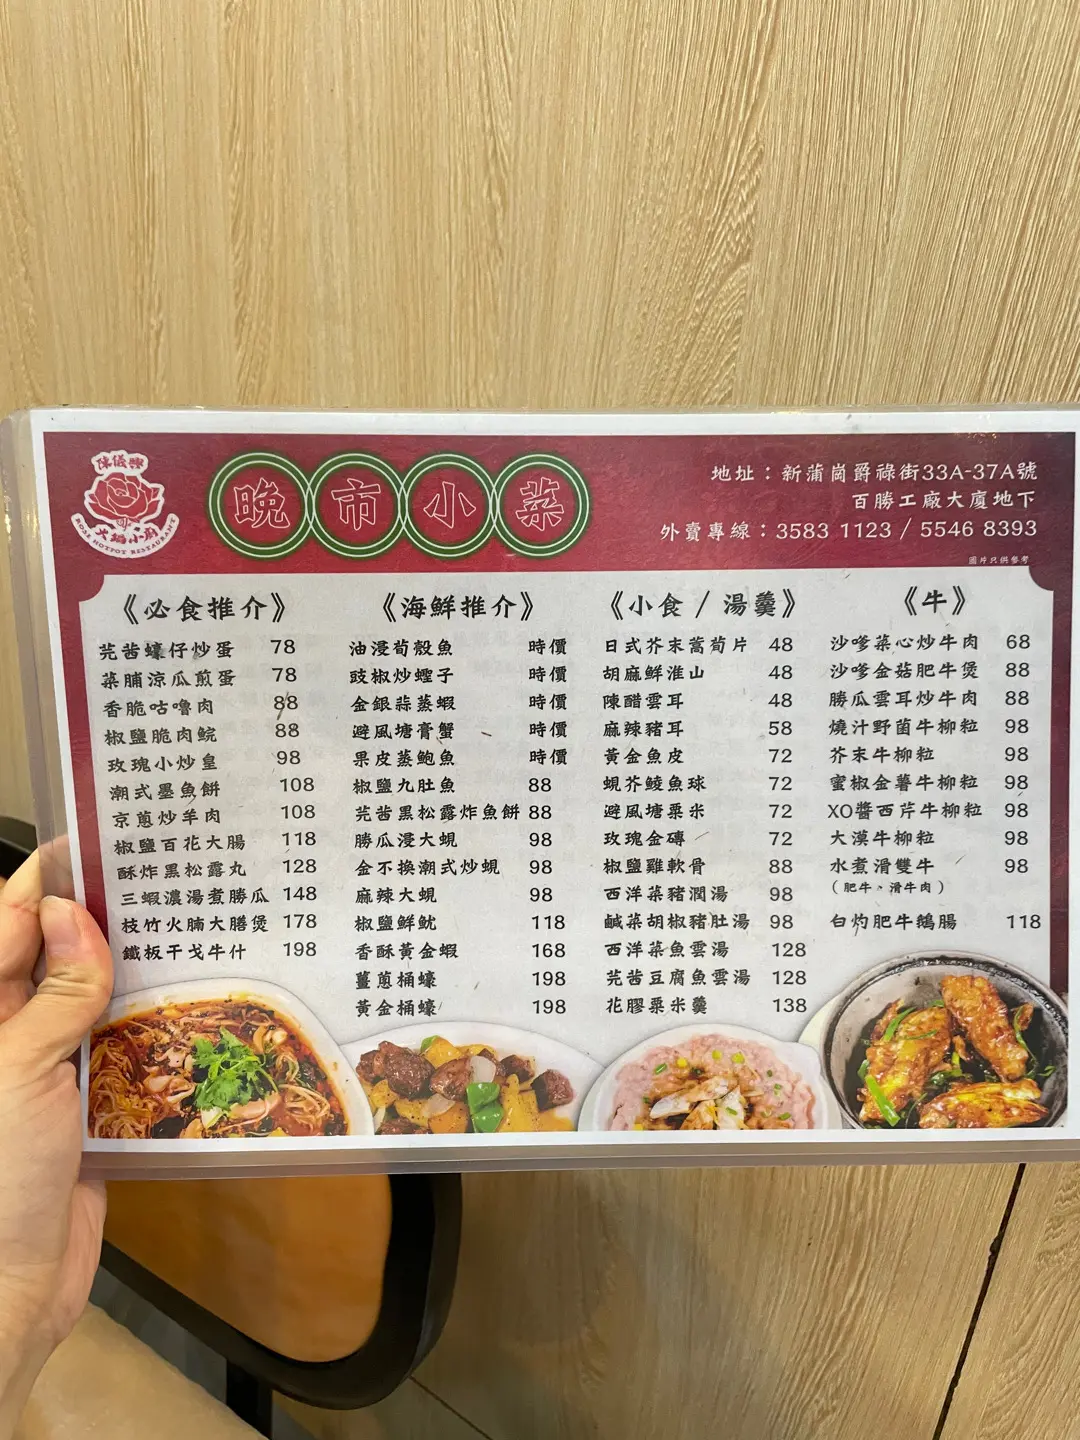 陳儀興
火鍋小廚
ROSE HOTPOT RESTAURANT
晚市小菜
地址：新蒲崗爵祿街33A-37A號
百勝工廠大廈地下
外賣專線：3583 1123 / 5546 8393
圖片只供參考
《必食推介》
芫茜蠔仔炒蛋 78
菜脯涼瓜煎蛋 78
香脆咕嚕肉 88
椒鹽脆肉鯇 88
玫瑰小炒皇 98
潮式墨魚餅 108
京蔥炒羊肉 108
椒鹽百花大腸 118
酥炸黑松露丸 128
三蝦濃湯煮勝瓜 148
枝竹火腩大膳煲 178
鐵板干戈牛什 198
《海鮮推介》
油浸荀殼魚 時價
豉椒炒蟶子 時價
金銀蒜蒸蝦 時價
避風塘膏蟹 時價
果皮蒸鮑魚 時價
椒鹽九肚魚 88
芫茜黑松露炸魚餅 88
勝瓜浸大蜆 98
金不換潮式炒蜆 98
麻辣大蜆 98
椒鹽鮮魷 118
香酥黃金蝦 168
薑蔥桶蠔 198
黃金桶蠔 198
《小食 / 湯羹》
日式芥末萵荀片 48
胡麻鮮淮山 48
陳醋雲耳 48
麻辣豬耳 58
黃金魚皮 72
蜆芥鯪魚球 72
避風塘粟米 72
玫瑰金磚 72
椒鹽雞軟骨 88
西洋菜豬潤湯 98
鹹菜胡椒豬肚湯 98
西洋菜魚雲湯 128
芫茜豆腐魚雲湯 128
花膠粟米羹 138
《牛》
沙嗲菜心炒牛肉 68
沙嗲金菇肥牛煲 88
勝瓜雲耳炒牛肉 88
燒汁野菌牛柳粒 98
芥末牛柳粒 98
蜜椒金薯牛柳粒 98
XO醬西芹牛柳粒 98
大漠牛柳粒 98
水煮滑雙牛 98
（肥牛、滑牛肉）
白灼肥牛鵝腸 118